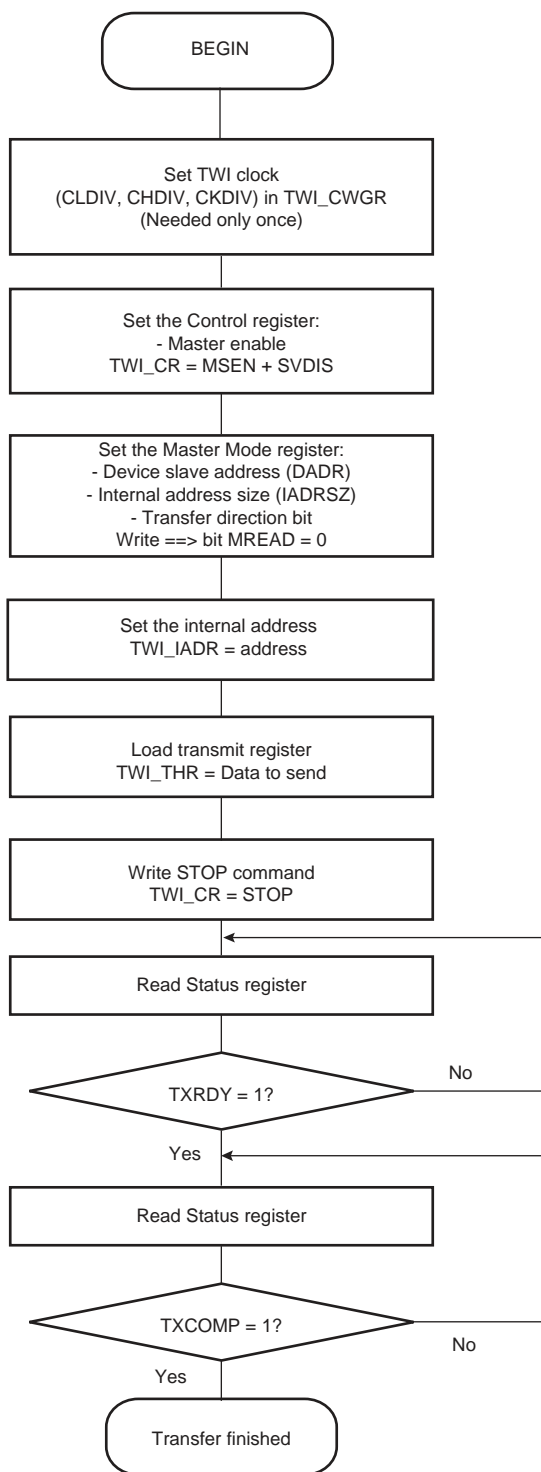 BEGIN
Set TWI clock
(CLDIV, CHDIV, CKDIV) in TWI_CWGR
(Needed only once)
Set the Control register:
- Master enable
TWI_CR = MSEN + SVDIS
Set the Master Mode register:
- Device slave address (DADR)
- Internal address size (IADRSZ)
- Transfer direction bit
Write ==> bit MREAD = 0
Set the internal address
TWI_IADR = address
Load transmit register
TWI_THR = Data to send
Write STOP command
TWI_CR = STOP
Read Status register
No
TXRDY = 1?
Yes
Read Status register
TXCOMP = 1?
No
Yes
Transfer finished